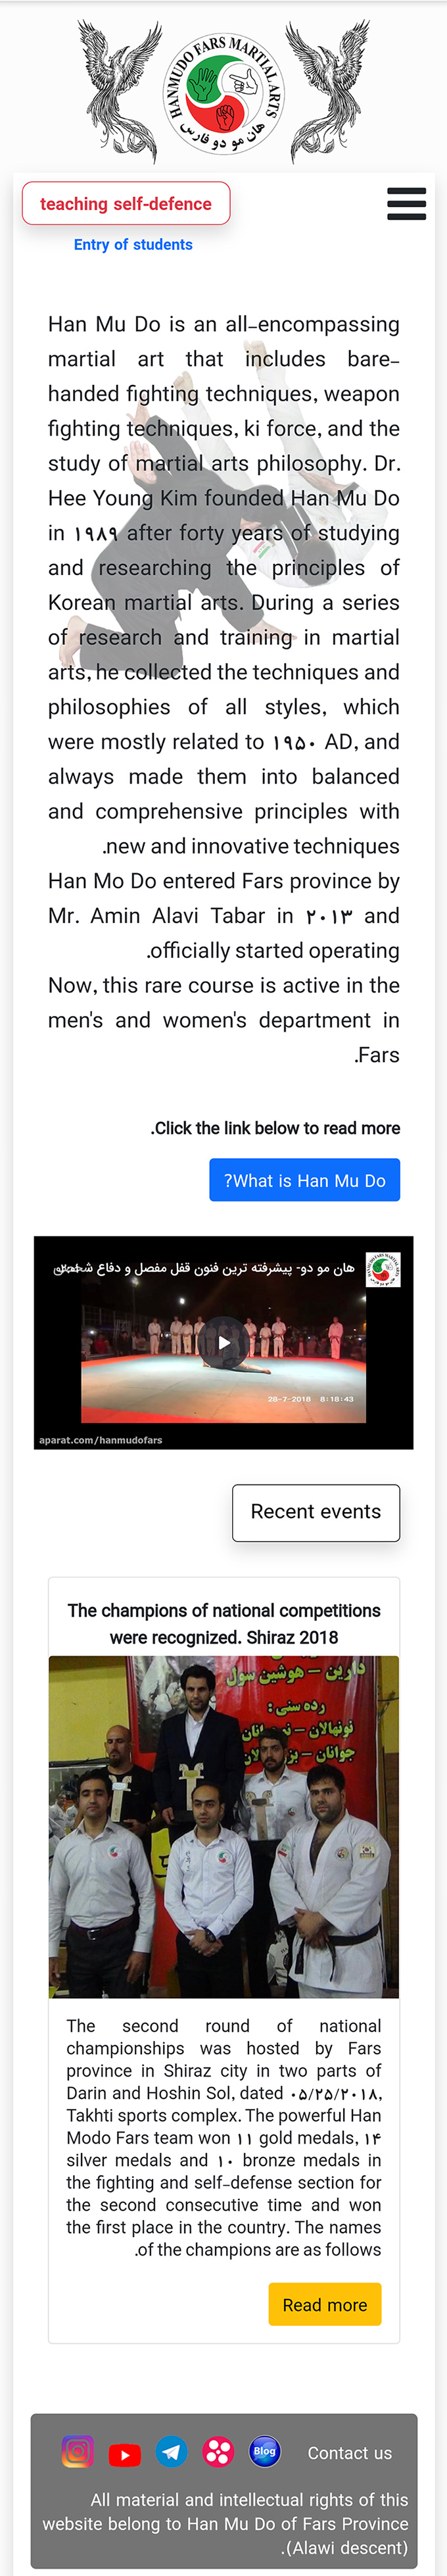 HANMUDO FARS MARTIAL ARTS
هان مو دو فارس
teaching self-defence
Entry of students
Han Mu Do is an all-encompassing
martial art that includes bare-
handed fighting techniques, weapon
fighting techniques, ki force, and the
study of martial arts philosophy. Dr.
Hee Young Kim founded Han Mu Do
in ۱۹۸۹ after forty years of studying
and researching the principles of
Korean martial arts. During a series
of research and training in martial
arts, he collected the techniques and
philosophies of all styles, which
were mostly related to ۱۹۵۰ AD, and
always made them into balanced
and comprehensive principles with
.new and innovative techniques
Han Mo Do entered Fars province by
Mr. Amin Alavi Tabar in ۲۰۱۳ and
.officially started operating
Now, this rare course is active in the
men's and women's department in
.Fars
.Click the link below to read more
?What is Han Mu Do
هان مو دو- پیشرفته ترین فنون قفل مفصل و دفاع
28-7-2018 8:18:43
aparat.com/hanmudofars
Recent events
The champions of national competitions
were recognized. Shiraz 2018
دارین – هوشین سول
رده سنی :
نونهالان –
جوانان –
The second round of national
championships was hosted by Fars
province in Shiraz city in two parts of
Darin and Hoshin Sol, dated ۰۵/۲۵/۲۰۱۸,
Takhti sports complex. The powerful Han
Modo Fars team won ۱۱ gold medals, ۱۴
silver medals and ۱۰ bronze medals in
the fighting and self-defense section for
the second consecutive time and won
the first place in the country. The names
.of the champions are as follows
Read more
Blog
Contact us
All material and intellectual rights of this
website belong to Han Mu Do of Fars Province
.(Alawi descent)